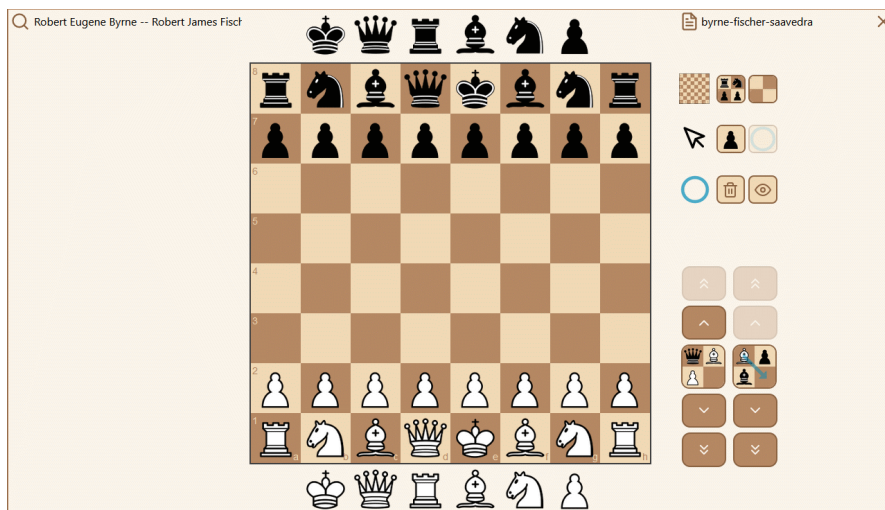 Robert Eugene Byrne -- Robert James Fisch
byrne-fischer-saavedra
8
7
6
5
4
3
2
1
a b c d e f g h